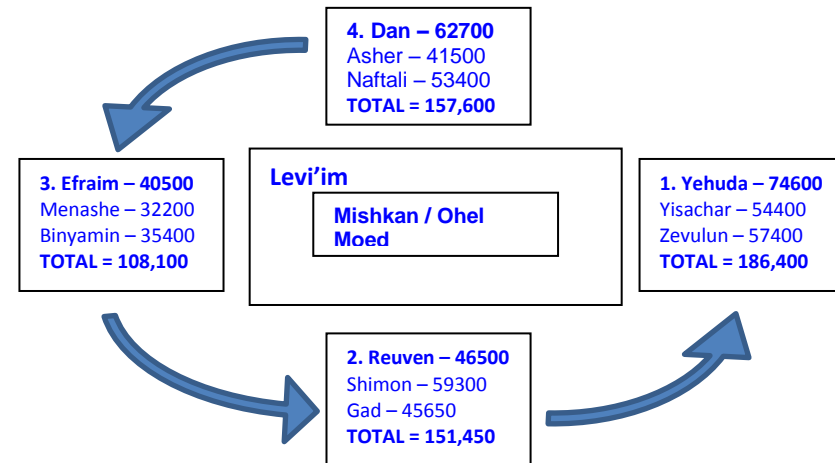 4. Dan – 62700
Asher – 41500
Naftali – 53400
TOTAL = 157,600
3. Efraim – 40500
Menashe – 32200
Binyamin – 35400
TOTAL = 108,100
Levi’im
Mishkan / Ohel
Moed
1. Yehuda – 74600
Yisachar – 54400
Zevulun – 57400
TOTAL = 186,400
2. Reuven – 46500
Shimon – 59300
Gad – 45650
TOTAL = 151,450